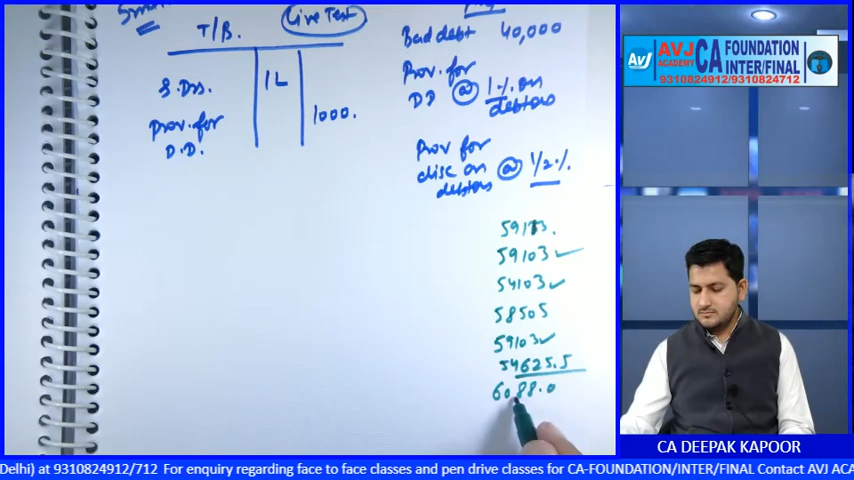 Live Test
T/B.
S. Drs.
1L
Prov. for
D.D.
1000.
Bad debt 40,000
Prov. for
DD @ 1% on
debtors
Prov for
disc on @ 1/2%.
debtors
59103 ✓
54103 ✓
58505
59103 ✓
54625.5
6088.0
AVJ
ACADEMY
AVJ
CA
FOUNDATION
INTER/FINAL
9310824912/9310824712
CA DEEPAK KAPOOR
Delhi) at 9310824912/712 For enquiry regarding face to face classes and pen drive classes for CA-FOUNDATION/INTER/FINAL Contact AVJ ACA